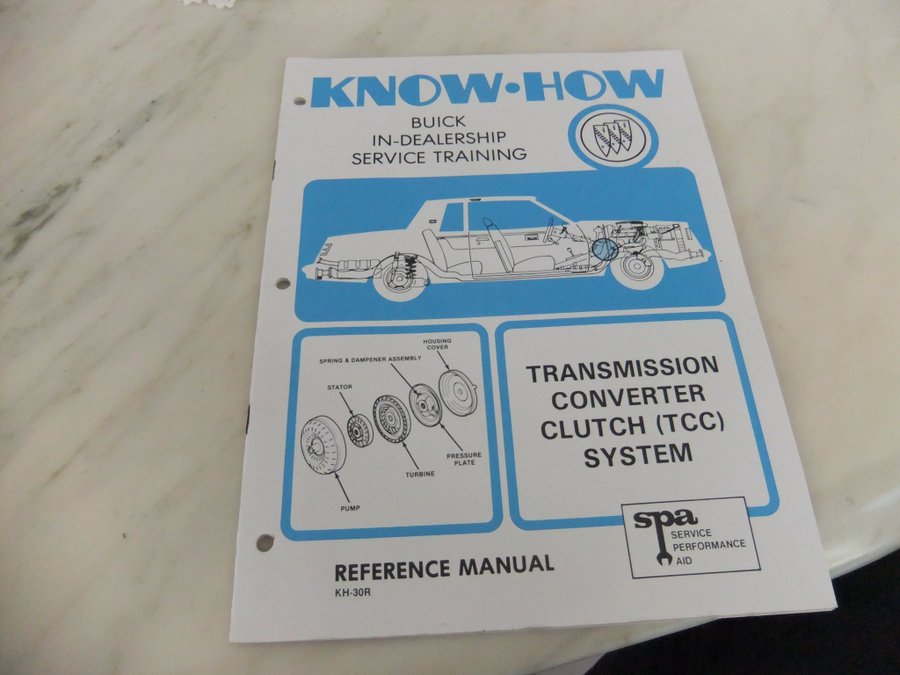 KNOW•HOW
BUICK
IN-DEALERSHIP
SERVICE TRAINING
HOUSING
COVER
SPRING & DAMPENER ASSEMBLY
STATOR
PRESSURE
PLATE
TURBINE
PUMP
TRANSMISSION
CONVERTER
CLUTCH (TCC)
SYSTEM
spa
SERVICE
PERFORMANCE
AID
REFERENCE MANUAL
KH-30R